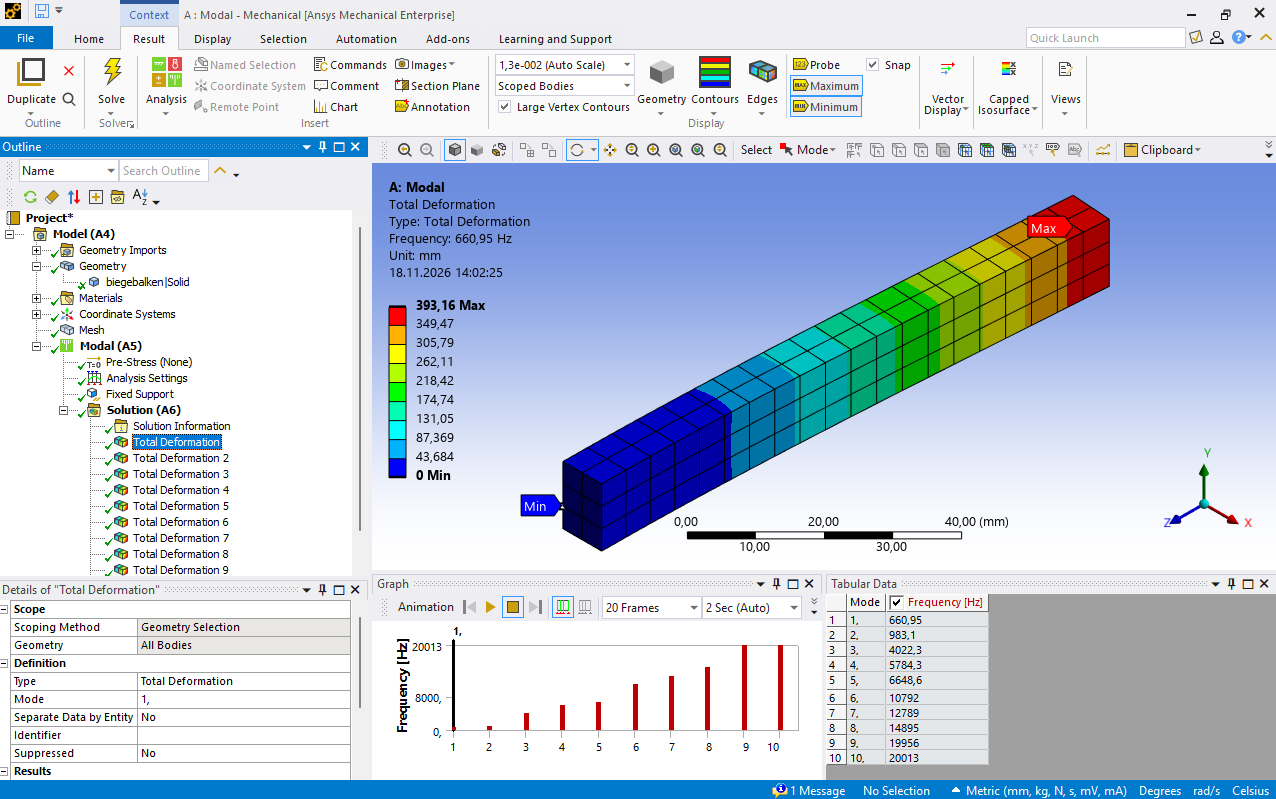 Context
A : Modal - Mechanical [Ansys Mechanical Enterprise]
File
Home
Result
Display
Selection
Automation
Add-ons
Learning and Support
Quick Launch
Duplicate
Outline
Solve
Solver
Analysis
Named Selection
Coordinate System
Remote Point
Commands
Comment
Chart
Images
Section Plane
Annotation
Insert
1,3e-002 (Auto Scale)
Scoped Bodies
Large Vertex Contours
Geometry
Contours
Edges
Display
Probe
Maximum
Minimum
Snap
Vector
Display
Capped
Isosurface
Views
Outline
Name
Search Outline
Select
Mode
Clipboard
Project*
Model (A4)
Geometry Imports
Geometry
biegebalken|Solid
Materials
Coordinate Systems
Mesh
Modal (A5)
Pre-Stress (None)
Analysis Settings
Fixed Support
Solution (A6)
Solution Information
Total Deformation
Total Deformation 2
Total Deformation 3
Total Deformation 4
Total Deformation 5
Total Deformation 6
Total Deformation 7
Total Deformation 8
Total Deformation 9
A: Modal
Total Deformation
Type: Total Deformation
Frequency: 660,95 Hz
Unit: mm
18.11.2026 14:02:25
393,16 Max
349,47
305,79
262,11
218,42
174,74
131,05
87,369
43,684
0 Min
Max
Min
0,00 20,00 40,00 (mm)
10,00 30,00
Y
Z
X
Details of "Total Deformation"
Scope
Scoping Method Geometry Selection
Geometry All Bodies
Definition
Type Total Deformation
Mode 1,
Separate Data by Entity No
Identifier
Suppressed No
Results
Graph
Animation
20 Frames
2 Sec (Auto)
1,
Frequency [Hz]
20013
8000,
0,
1 2 3 4 5 6 7 8 9 10
Tabular Data
Mode Frequency [Hz]
1 1, 660,95
2 2, 983,1
3 3, 4022,3
4 4, 5784,3
5 5, 6648,6
6 6, 10792
7 7, 12789
8 8, 14895
9 9, 19956
10 10, 20013
1 Message No Selection Metric (mm, kg, N, s, mV, mA) Degrees rad/s Celsius